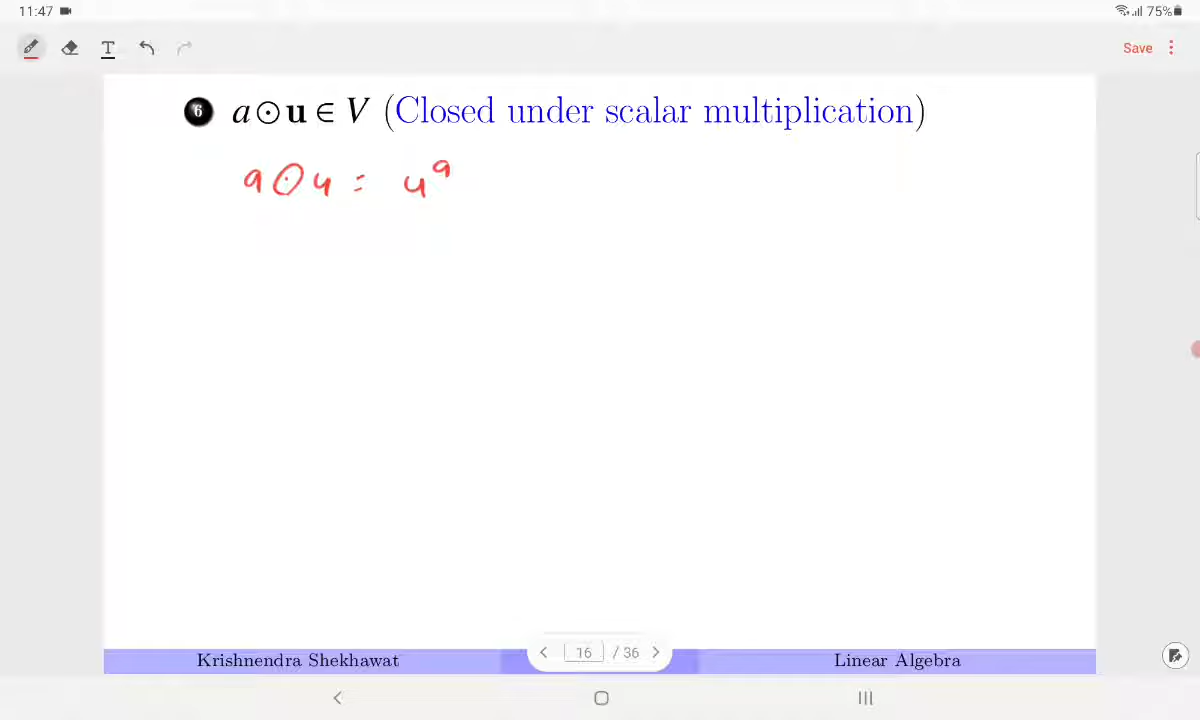 11:47 75%
T Save
6 a⊙u ∈ V (Closed under scalar multiplication)
a⊙u = u^a
16 / 36
Krishnendra Shekhawat Linear Algebra